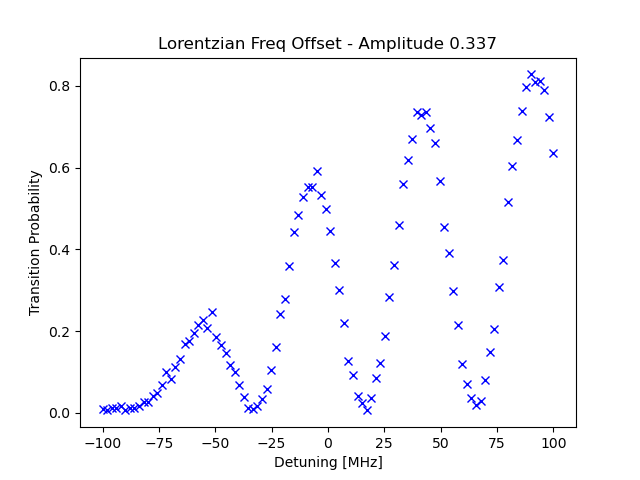 Lorentzian Freq Offset - Amplitude 0.337
Transition Probability
0.8
0.6
0.4
0.2
0.0
−100 −75 −50 −25 0 25 50 75 100
Detuning [MHz]